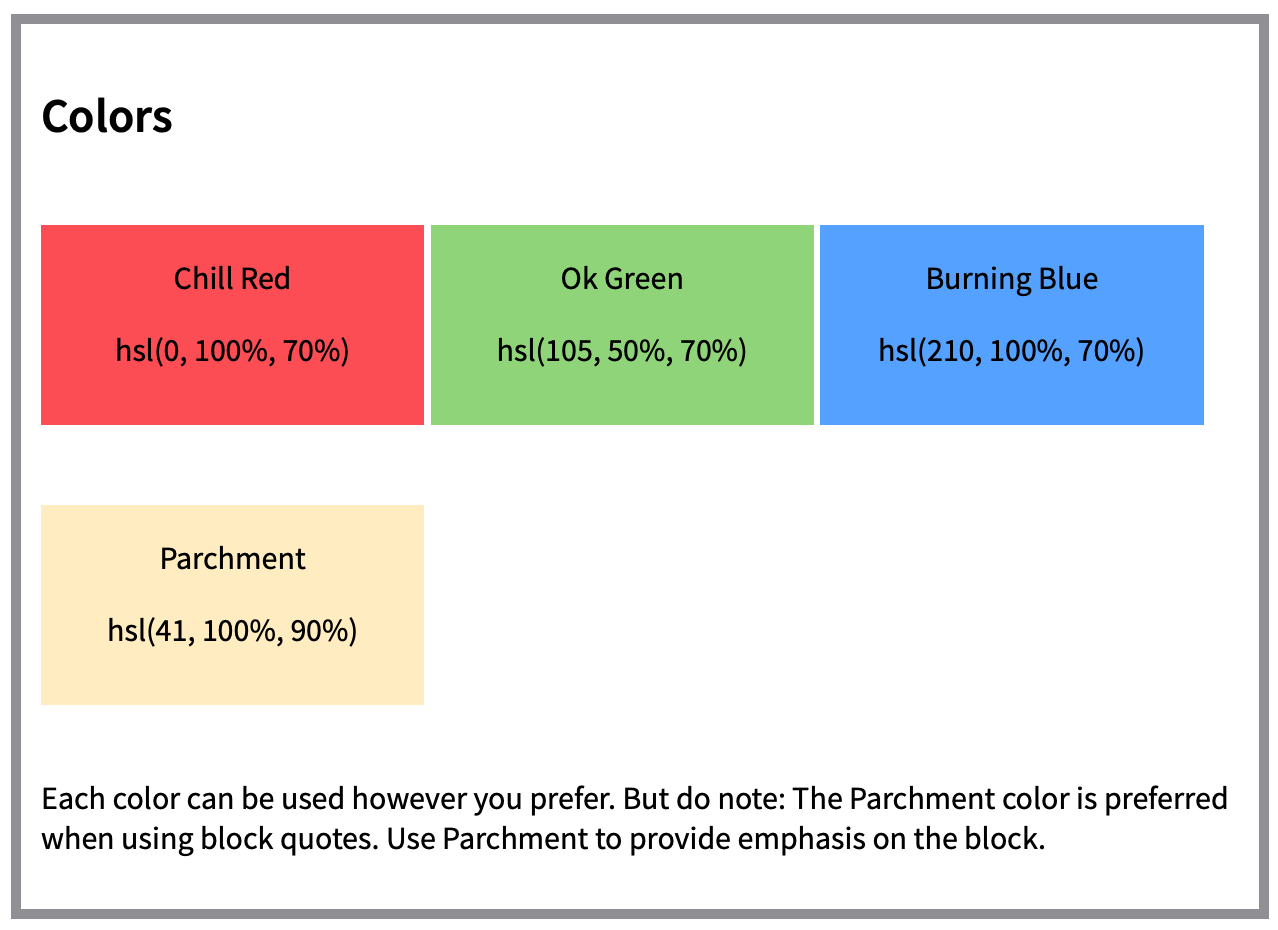 Colors
Chill Red
hsl(0, 100%, 70%)
Ok Green
hsl(105, 50%, 70%)
Burning Blue
hsl(210, 100%, 70%)
Parchment
hsl(41, 100%, 90%)
Each color can be used however you prefer. But do note: The Parchment color is preferred
when using block quotes. Use Parchment to provide emphasis on the block.